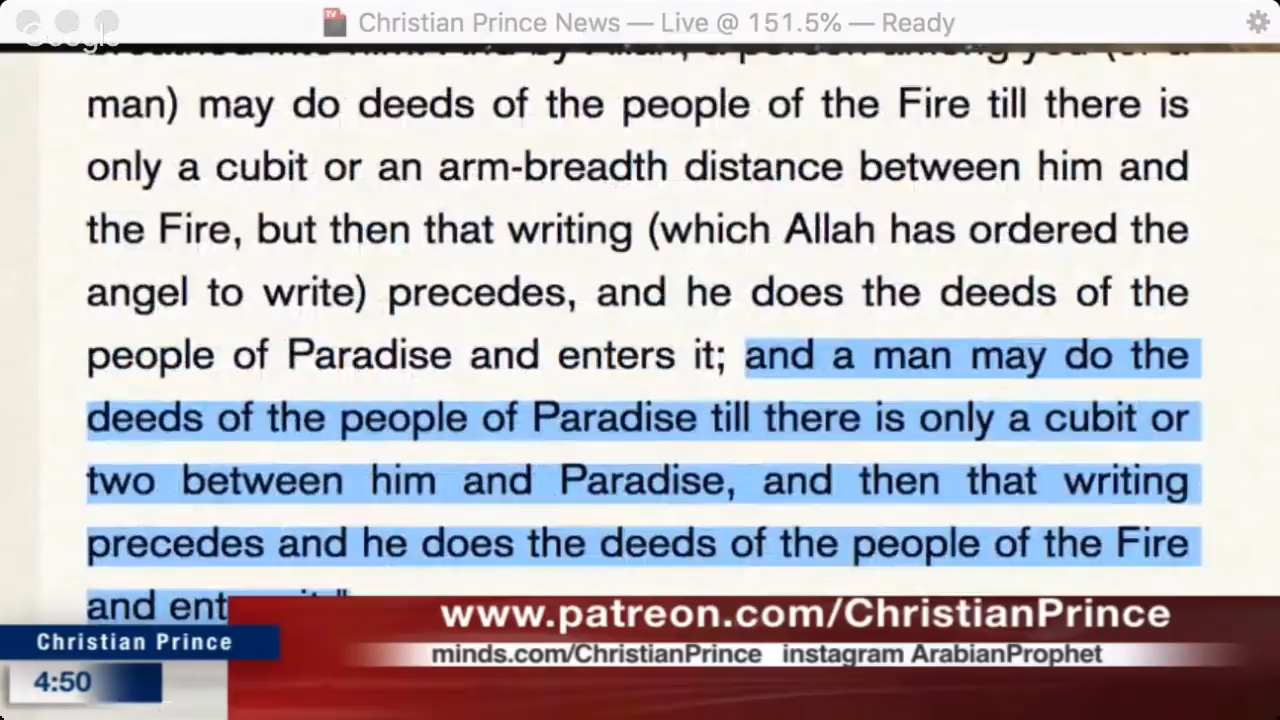 TV Christian Prince News — Live @ 151.5% — Ready
Google
man) may do deeds of the people of the Fire till there is
only a cubit or an arm-breadth distance between him and
the Fire, but then that writing (which Allah has ordered the
angel to write) precedes, and he does the deeds of the
people of Paradise and enters it; and a man may do the
deeds of the people of Paradise till there is only a cubit or
two between him and Paradise, and then that writing
precedes and he does the deeds of the people of the Fire
and
www.patreon.com/ChristianPrince
Christian Prince
minds.com/ChristianPrince instagram ArabianProphet
4:50